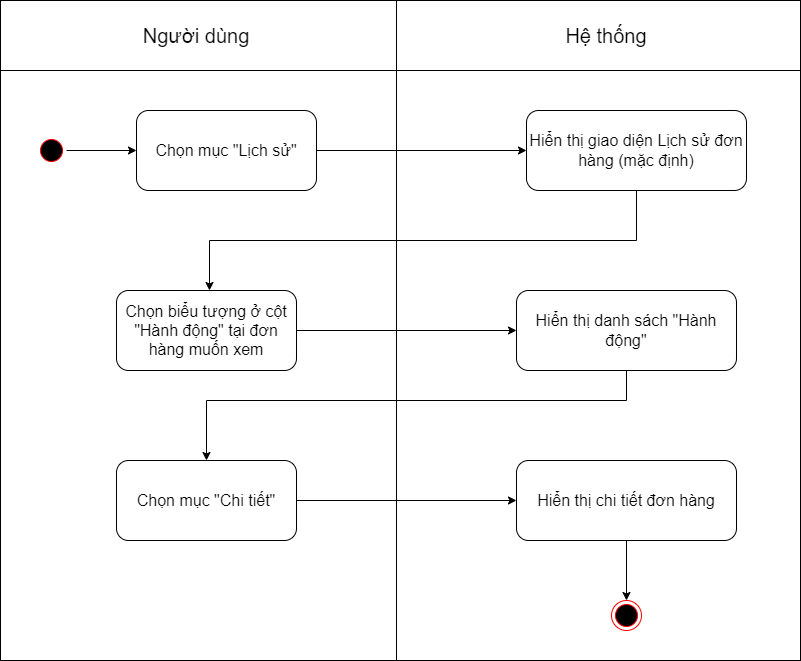 Người dùng
Hệ thống
Chọn mục "Lịch sử"
Hiển thị giao diện Lịch sử đơn
hàng (mặc định)
Chọn biểu tượng ở cột
"Hành động" tại đơn
hàng muốn xem
Hiển thị danh sách "Hành
động"
Chọn mục "Chi tiết"
Hiển thị chi tiết đơn hàng